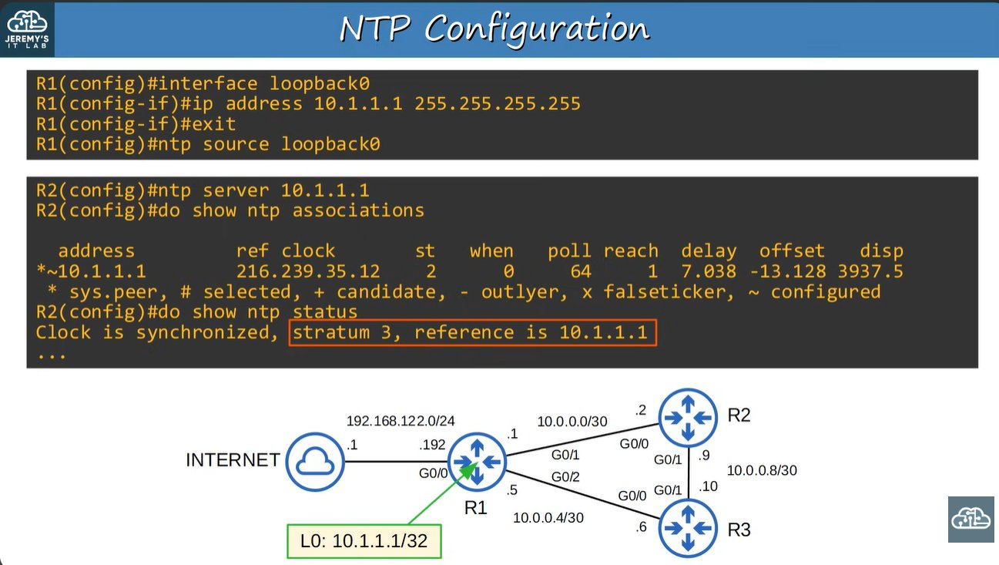 JEREMY'S
IT LAB
NTP Configuration
R1(config)#interface loopback0
R1(config-if)#ip address 10.1.1.1 255.255.255.255
R1(config-if)#exit
R1(config)#ntp source loopback0
R2(config)#ntp server 10.1.1.1
R2(config)#do show ntp associations
address ref clock st when poll reach delay offset disp
*~10.1.1.1 216.239.35.12 2 0 64 1 7.038 -13.128 3937.5
* sys.peer, # selected, + candidate, - outlyer, x falseticker, ~ configured
R2(config)#do show ntp status
Clock is synchronized, stratum 3, reference is 10.1.1.1
...
192.168.122.0/24
INTERNET
.1
.192
G0/0
R1
.1
10.0.0.0/30
.2
G0/1
G0/0
R2
G0/1
.9
10.0.0.8/30
G0/2
.5
10.0.0.4/30
G0/0
.6
G0/1
.10
R3
L0: 10.1.1.1/32